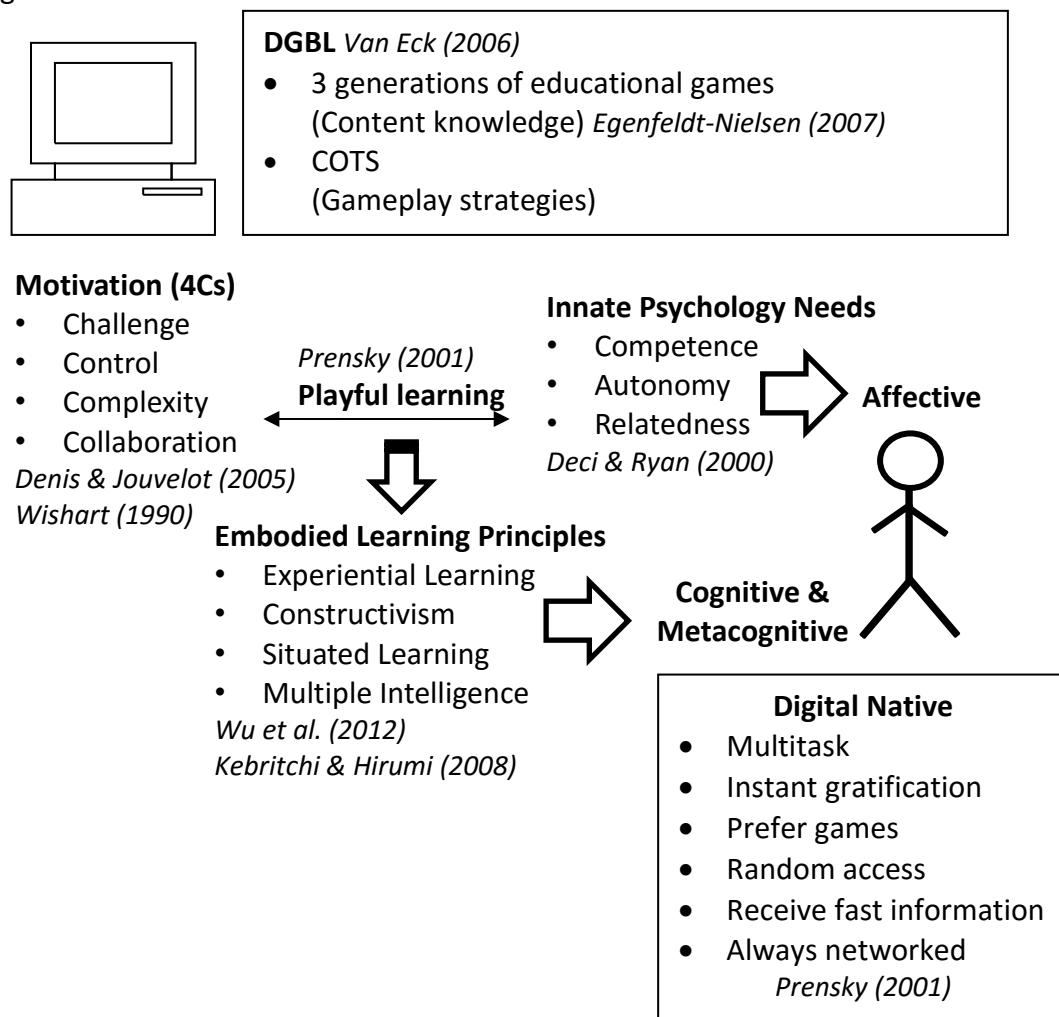 DGBL Van Eck (2006)
• 3 generations of educational games
(Content knowledge) Egenfeldt-Nielsen (2007)
• COTS
(Gameplay strategies)
Motivation (4Cs)
• Challenge
• Control
• Complexity
• Collaboration
Denis & Jouvelot (2005)
Wishart (1990)
Prensky (2001)
Playful learning
Innate Psychology Needs
• Competence
• Autonomy
• Relatedness
Deci & Ryan (2000)
Affective
Embodied Learning Principles
• Experiential Learning
• Constructivism
• Situated Learning
• Multiple Intelligence
Wu et al. (2012)
Kebritchi & Hirumi (2008)
Cognitive &
Metacognitive
Digital Native
• Multitask
• Instant gratification
• Prefer games
• Random access
• Receive fast information
• Always networked
Prensky (2001)